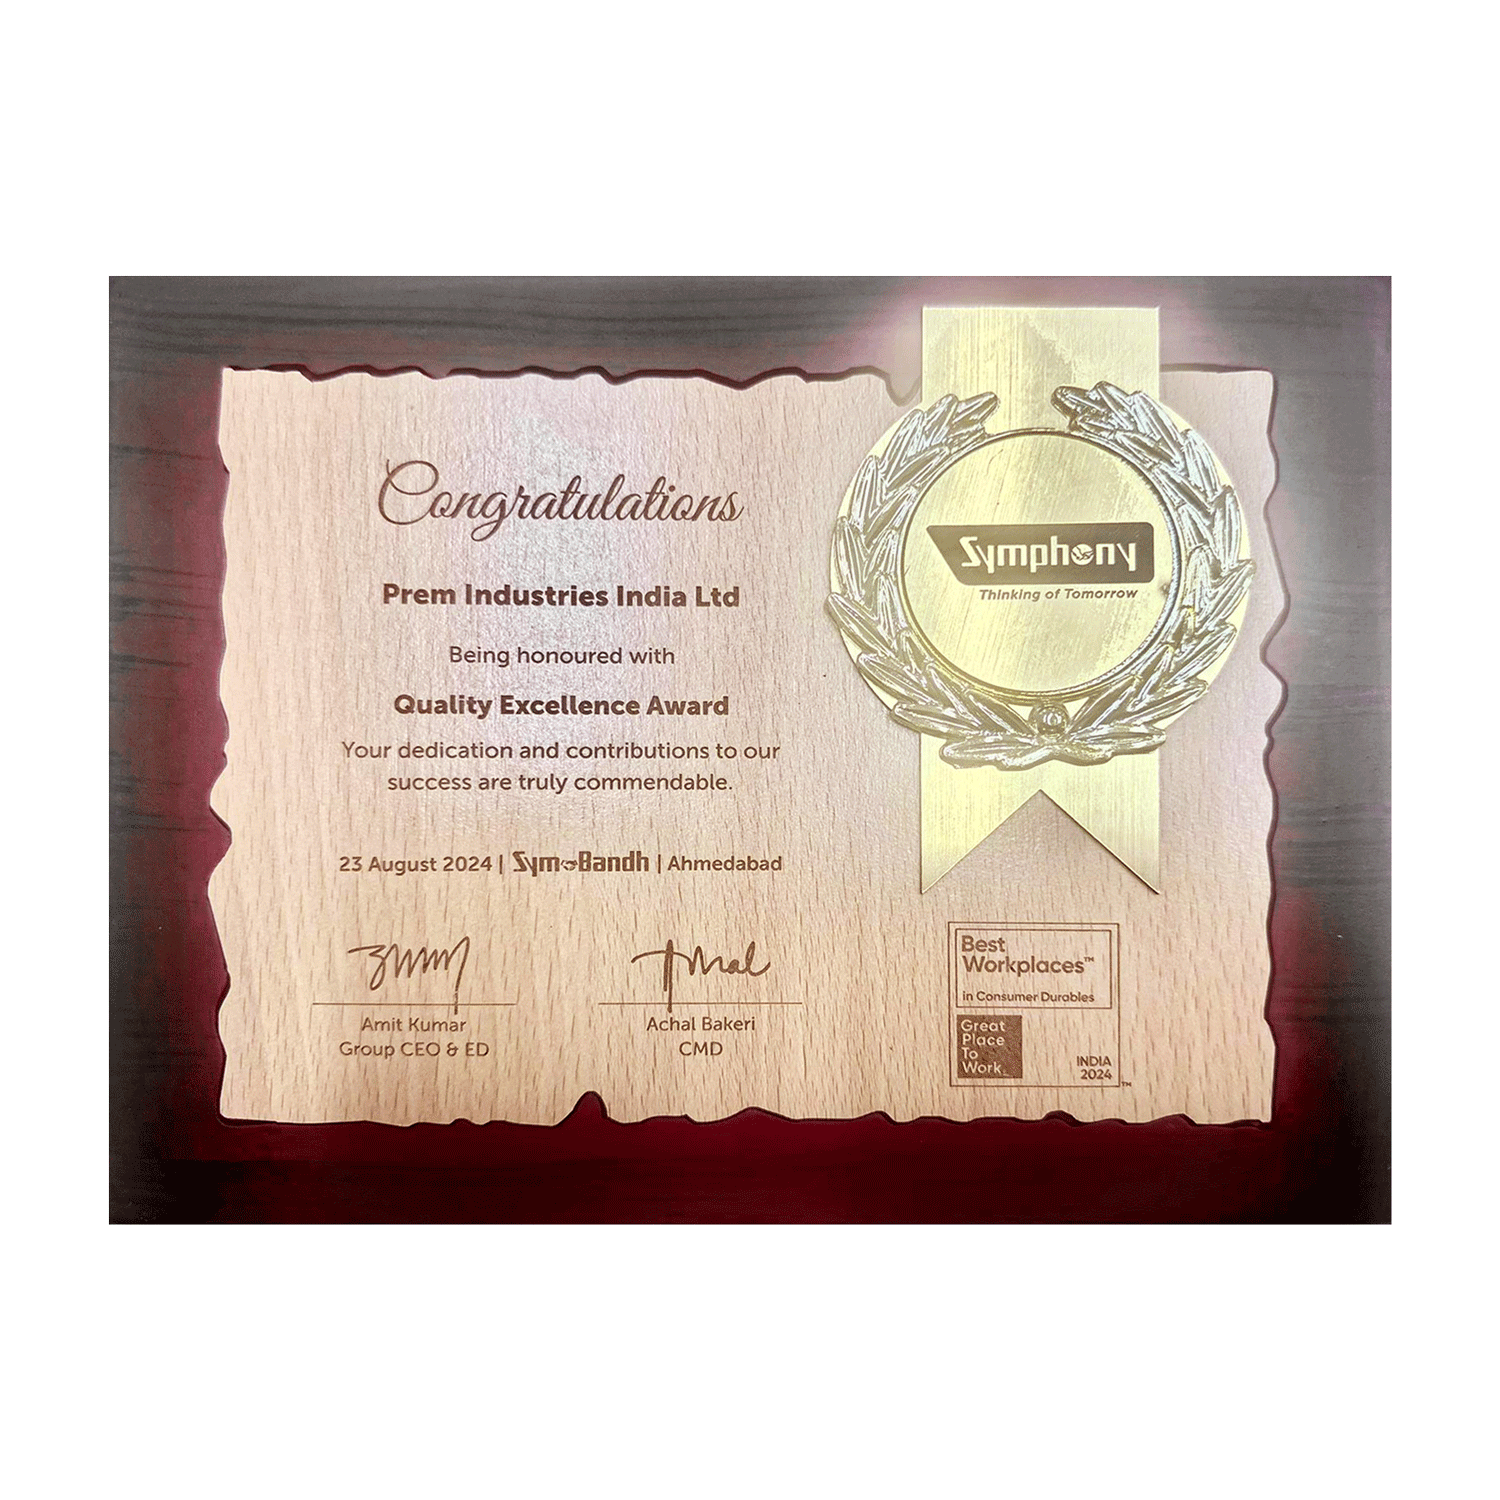 Congratulations
Prem Industries India Ltd
Being honoured with
Quality Excellence Award
Your dedication and contributions to our
success are truly commendable.
23 August 2024 | SymBandh | Ahmedabad
Amit Kumar
Group CEO & ED
Achal Bakeri
CMD
Symphony
Thinking of Tomorrow
Best
Workplaces™
in Consumer Durables
Great
Place
To
Work
INDIA
2024
™